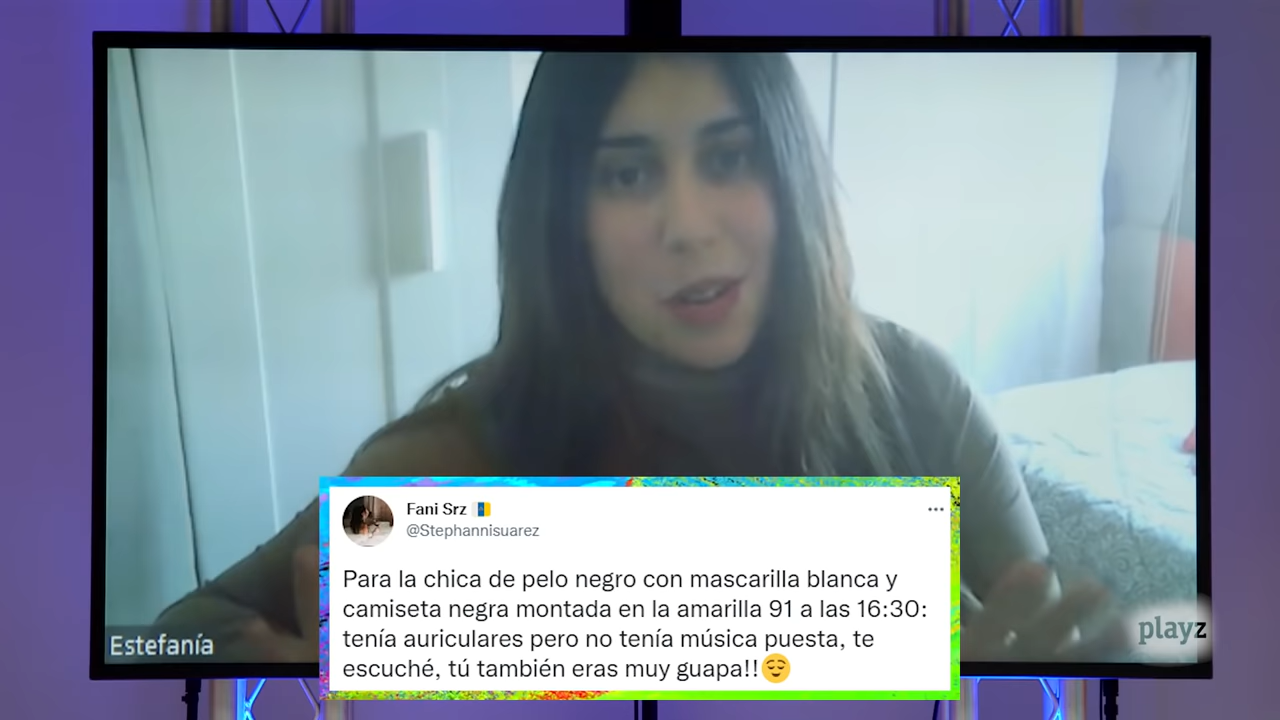 Fani Srz
@Stephannisuarez
Para la chica de pelo negro con mascarilla blanca y
camiseta negra montada en la amarilla 91 a las 16:30:
tenía auriculares pero no tenía música puesta, te
escuché, tú también eras muy guapa!!😌
Estefanía
playz